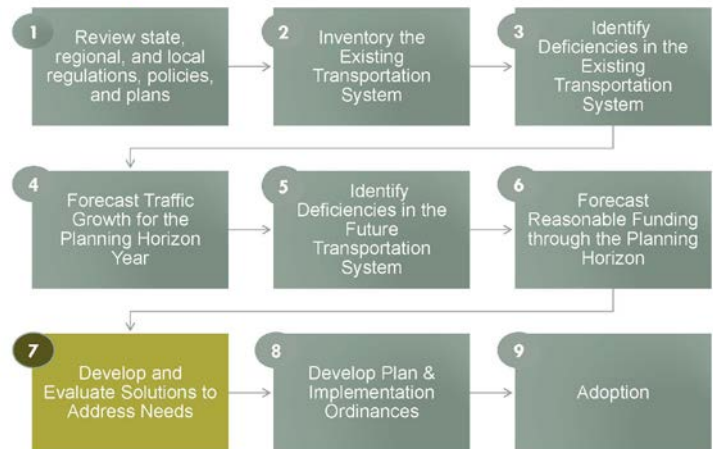 1
Review state,
regional, and local
regulations, policies,
and plans
2
Inventory the
Existing
Transportation
System
3
Identify
Deficiencies in the
Existing
Transportation
System
4
Forecast Traffic
Growth for the
Planning Horizon
Year
5
Identify
Deficiencies in the
Future
Transportation
System
6
Forecast
Reasonable Funding
through the Planning
Horizon
7
Develop and
Evaluate Solutions to
Address Needs
8
Develop Plan &
Implementation
Ordinances
9
Adoption